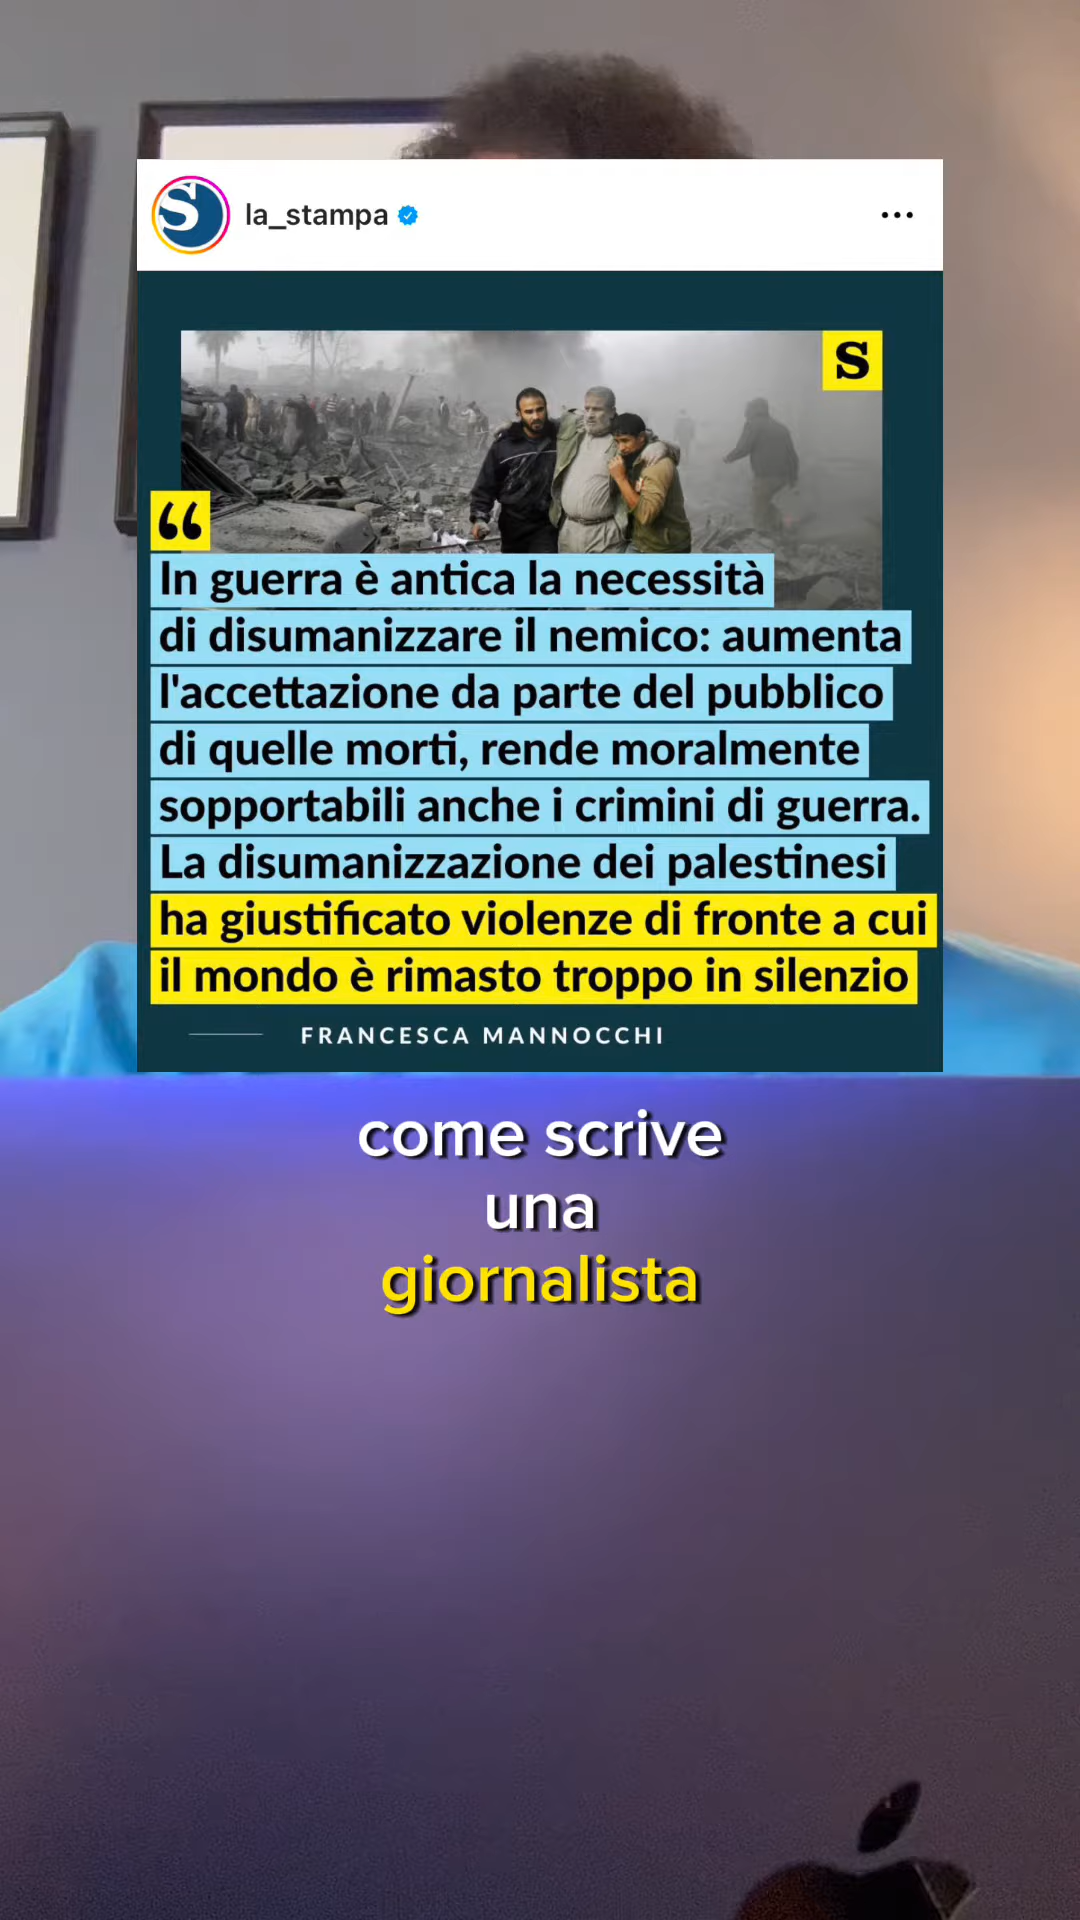 la_stampa
S
“
In guerra è antica la necessità
di disumanizzare il nemico: aumenta
l'accettazione da parte del pubblico
di quelle morti, rende moralmente
sopportabili anche i crimini di guerra.
La disumanizzazione dei palestinesi
ha giustificato violenze di fronte a cui
il mondo è rimasto troppo in silenzio
FRANCESCA MANNOCCHI
come scrive
una
giornalista